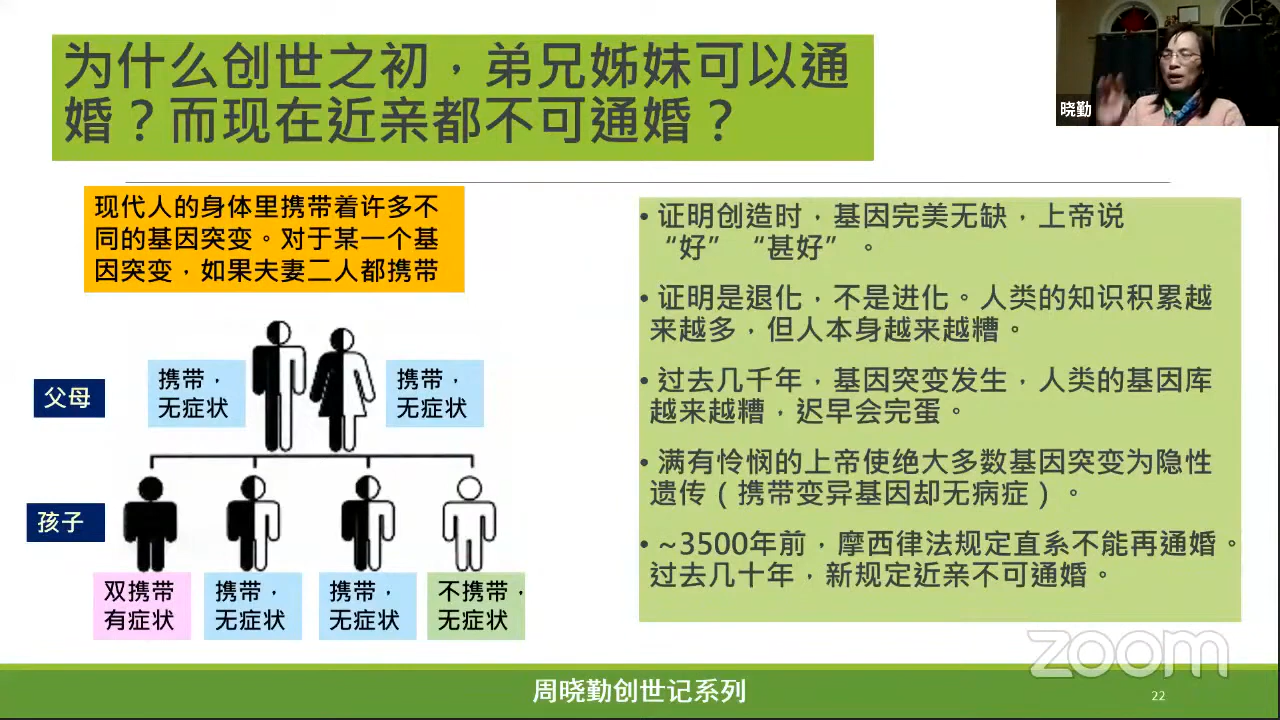 为什么创世之初，弟兄姊妹可以通
婚？而现在近亲都不可通婚？
晓勤
现代人的身体里携带着许多不
同的基因突变。对于某一个基
因突变，如果夫妻二人都携带
父母
携带，
无症状
携带，
无症状
孩子
双携带
有症状
携带，
无症状
携带，
无症状
不携带，
无症状
• 证明创造时，基因完美无缺，上帝说
“好”“甚好”。
• 证明是退化，不是进化。人类的知识积累越
来越多，但人本身越来越糟。
• 过去几千年，基因突变发生，人类的基因库
越来越糟，迟早会完蛋。
• 满有怜悯的上帝使绝大多数基因突变为隐性
遗传（携带变异基因却无病症）。
• ~3500年前，摩西律法规定直系不能再通婚。
过去几十年，新规定近亲不可通婚。
zoom
周晓勤创世记系列
22